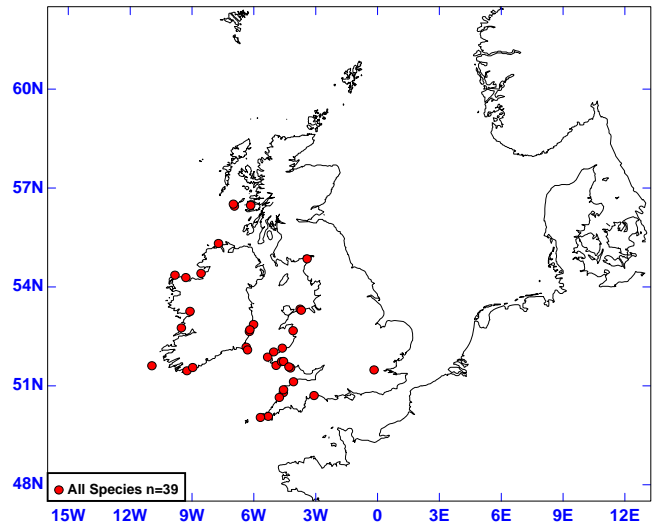 60N
57N
54N
51N
48N
All Species n=39
15W 12W 9W 6W 3W 0 3E 6E 9E 12E